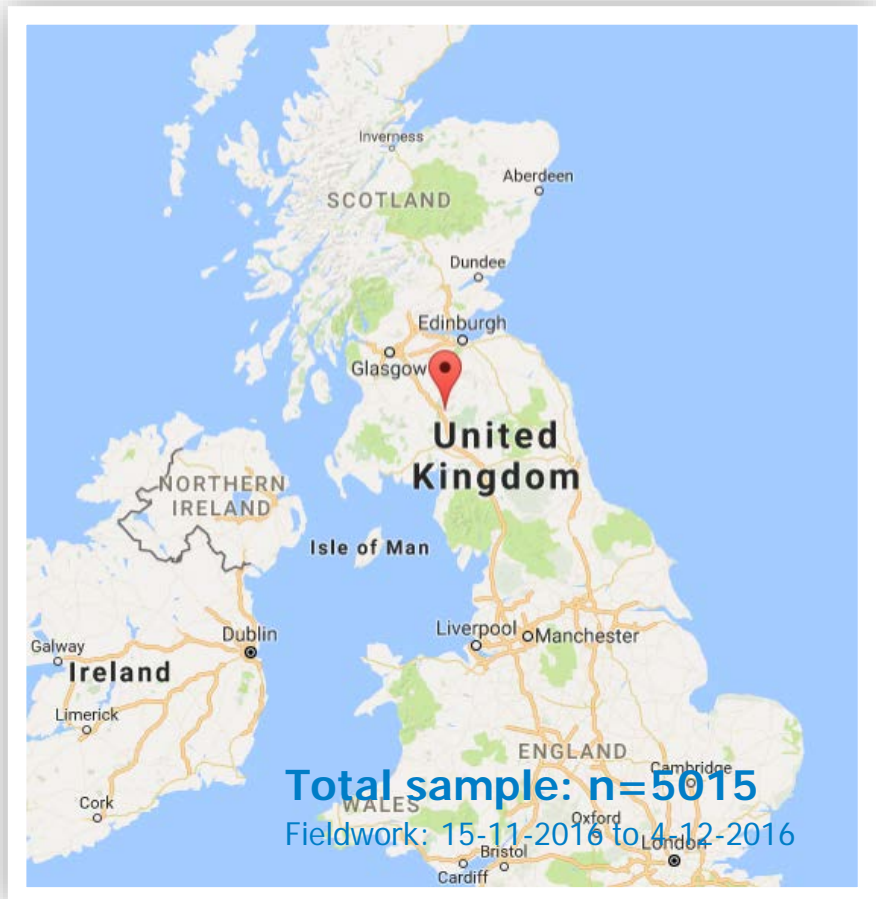 Inverness
Aberdeen
SCOTLAND
Dundee
Edinburgh
Glasgow
United
Kingdom
NORTHERN
IRELAND
Isle of Man
Liverpool
Manchester
Dublin
Galway
Ireland
Limerick
ENGLAND
Cambridge
Total sample: n=5015
Cork
WALES
Oxford
Fieldwork: 15-11-2016 to 4-12-2016
London
Bristol
Cardiff